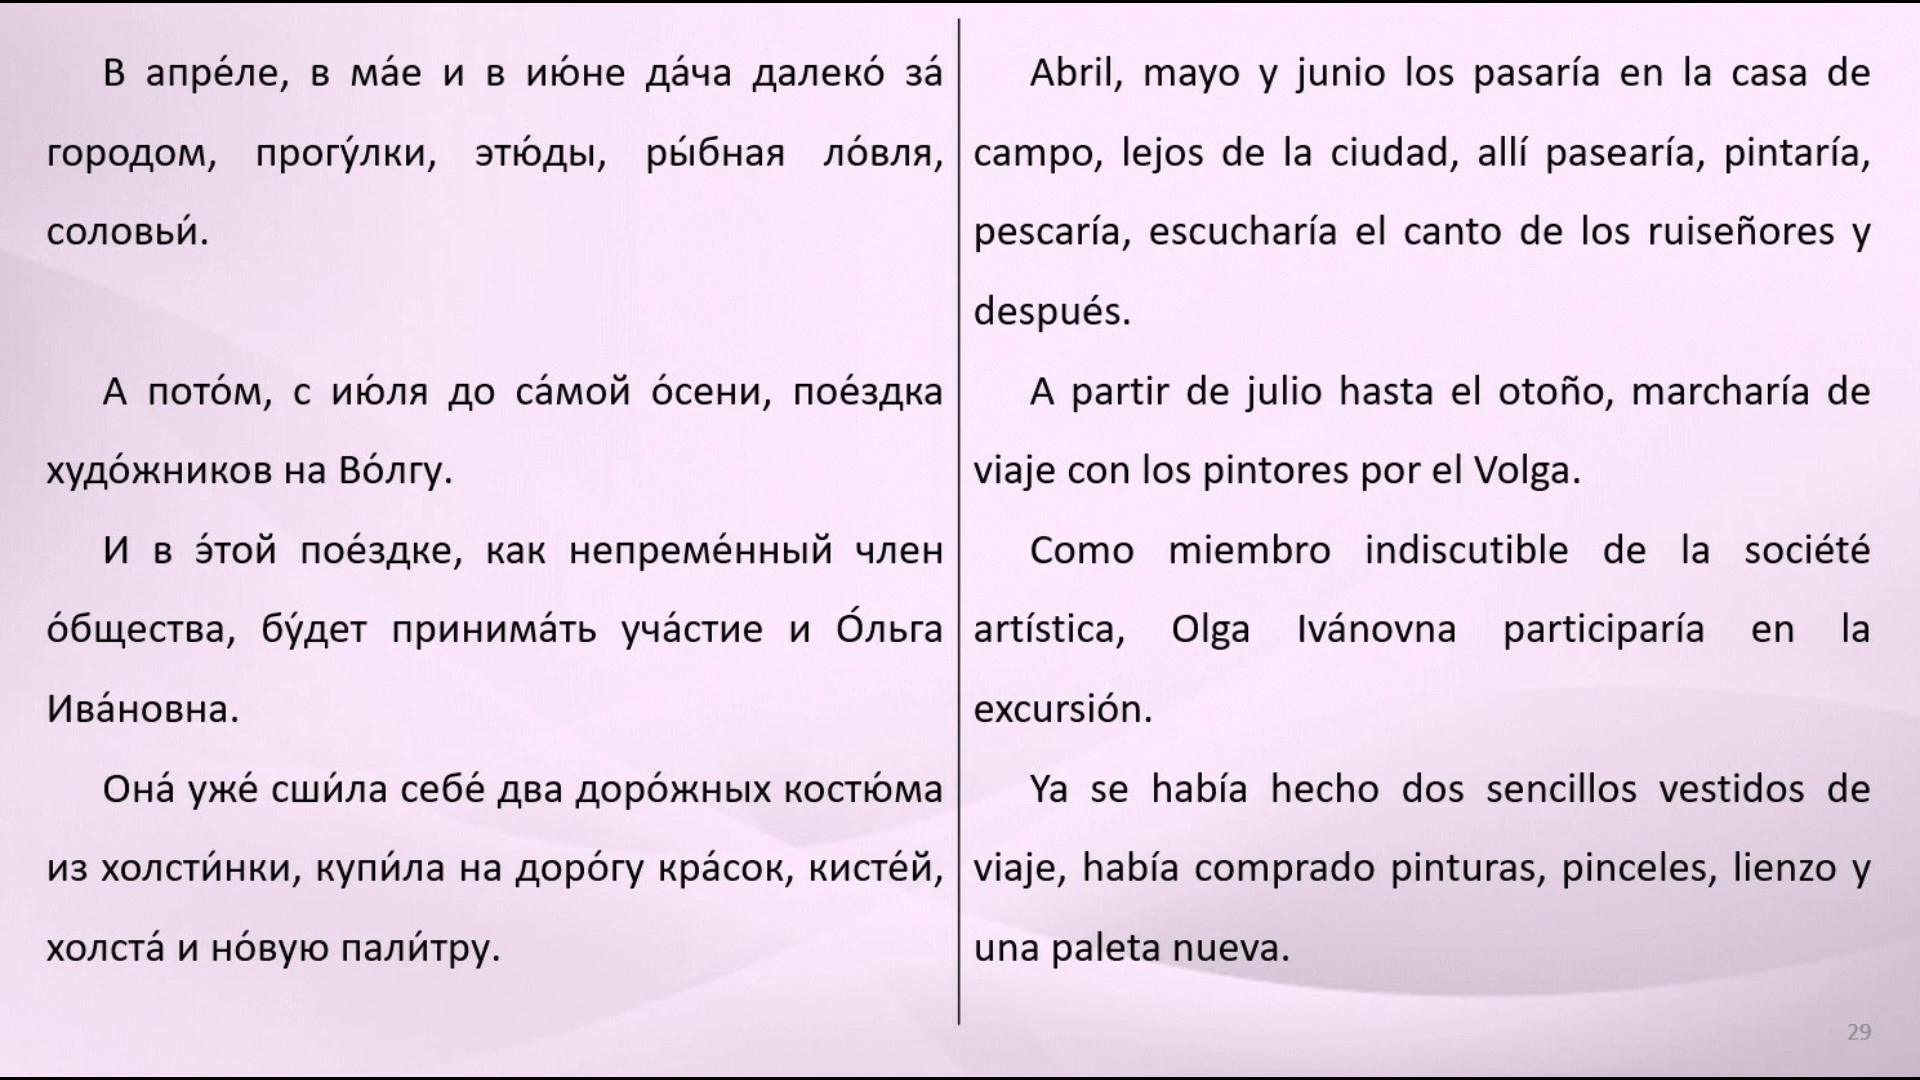 В апре́ле, в ма́е и в ию́не да́ча далеко́ за́
городом, прогу́лки, этю́ды, ры́бная ло́вля,
соловьи́.
А пото́м, с ию́ля до са́мой о́сени, пое́здка
худо́жников на Во́лгу.
И в э́той пое́здке, как непреме́нный член
о́бщества, бу́дет принима́ть уча́стие и О́льга
Ива́новна.
Она́ уже́ сши́ла себе́ два доро́жных костю́ма
из холсти́нки, купи́ла на доро́гу кра́сок, кисте́й,
холста́ и но́вую пали́тру.
Abril, mayo y junio los pasaría en la casa de
campo, lejos de la ciudad, allí pasearía, pintaría,
pescaría, escucharía el canto de los ruiseñores y
después.
A partir de julio hasta el otoño, marcharía de
viaje con los pintores por el Volga.
Como miembro indiscutible de la société
artística, Olga Ivánovna participaría en la
excursión.
Ya se había hecho dos sencillos vestidos de
viaje, había comprado pinturas, pinceles, lienzo y
una paleta nueva.
29